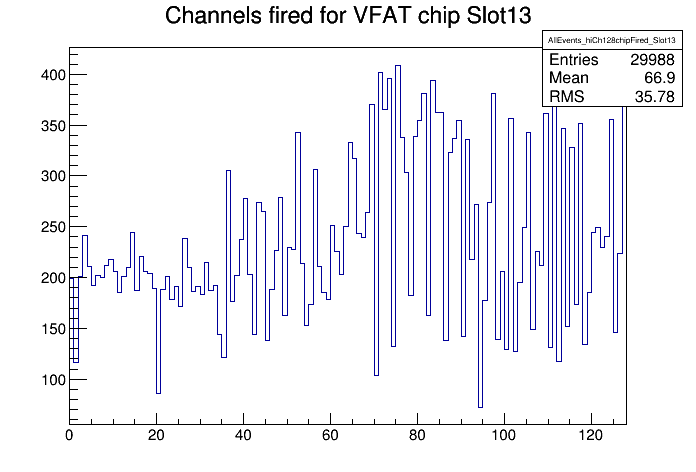 Channels fired for VFAT chip Slot13
AllEvents_hiCh128chipFired_Slot13
Entries 29988
Mean 66.9
RMS 35.78
400
350
300
250
200
150
100
0 20 40 60 80 100 120